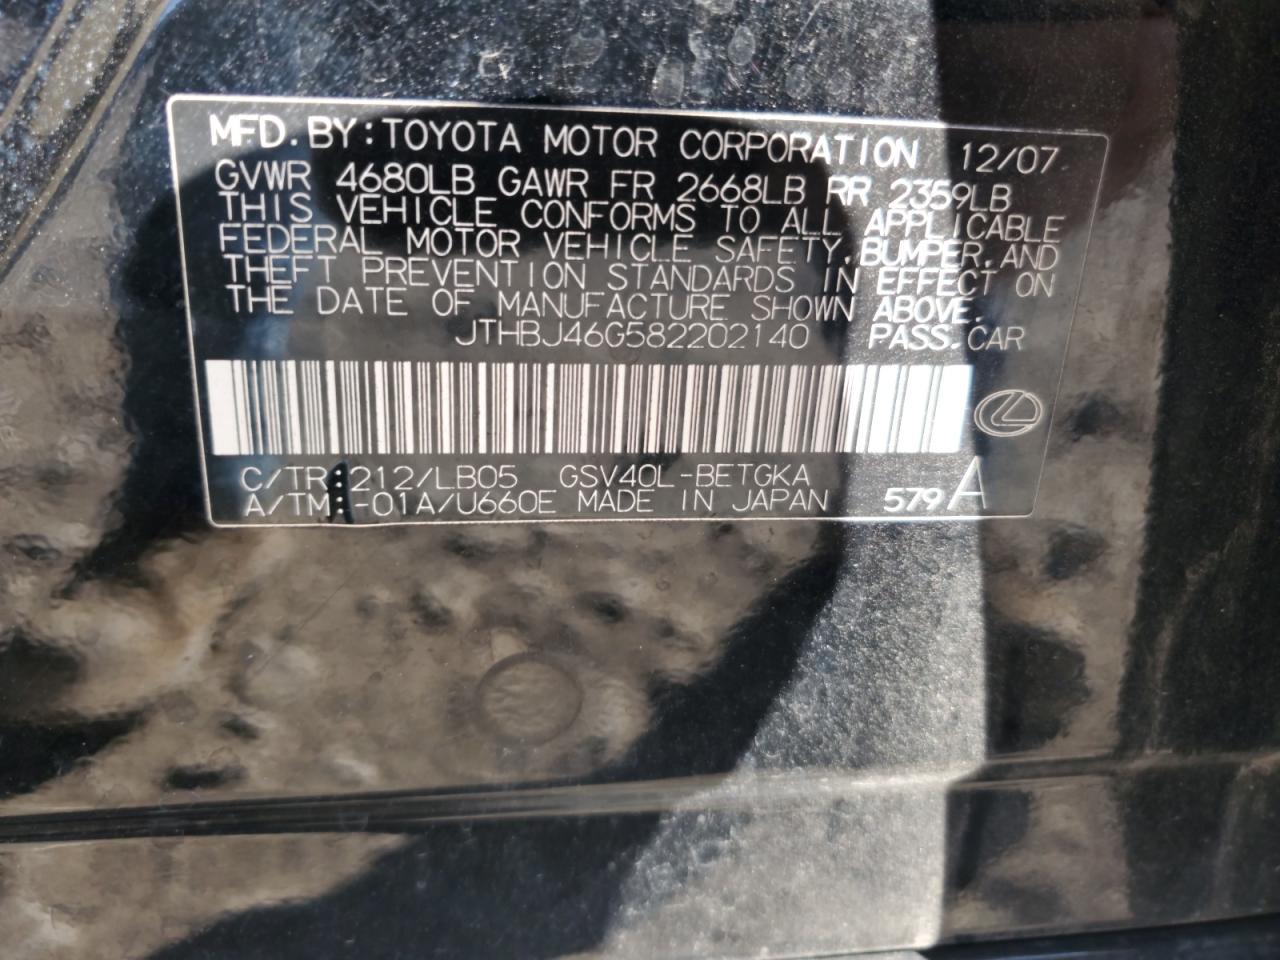 MFD. BY: TOYOTA MOTOR CORPORATION 12/07
GVWR 4680LB GAWR FR 2668LB RR 2359LB
THIS VEHICLE CONFORMS TO ALL APPLICABLE
FEDERAL MOTOR VEHICLE SAFETY, BUMPER, AND
THEFT PREVENTION STANDARDS IN EFFECT ON
THE DATE OF MANUFACTURE SHOWN ABOVE.
JTHBJ46G582202140 PASS. CAR
C/TR: 212/LB05 GSV40L-BETGKA
A/TM: -01A/U660E MADE IN JAPAN 579 A